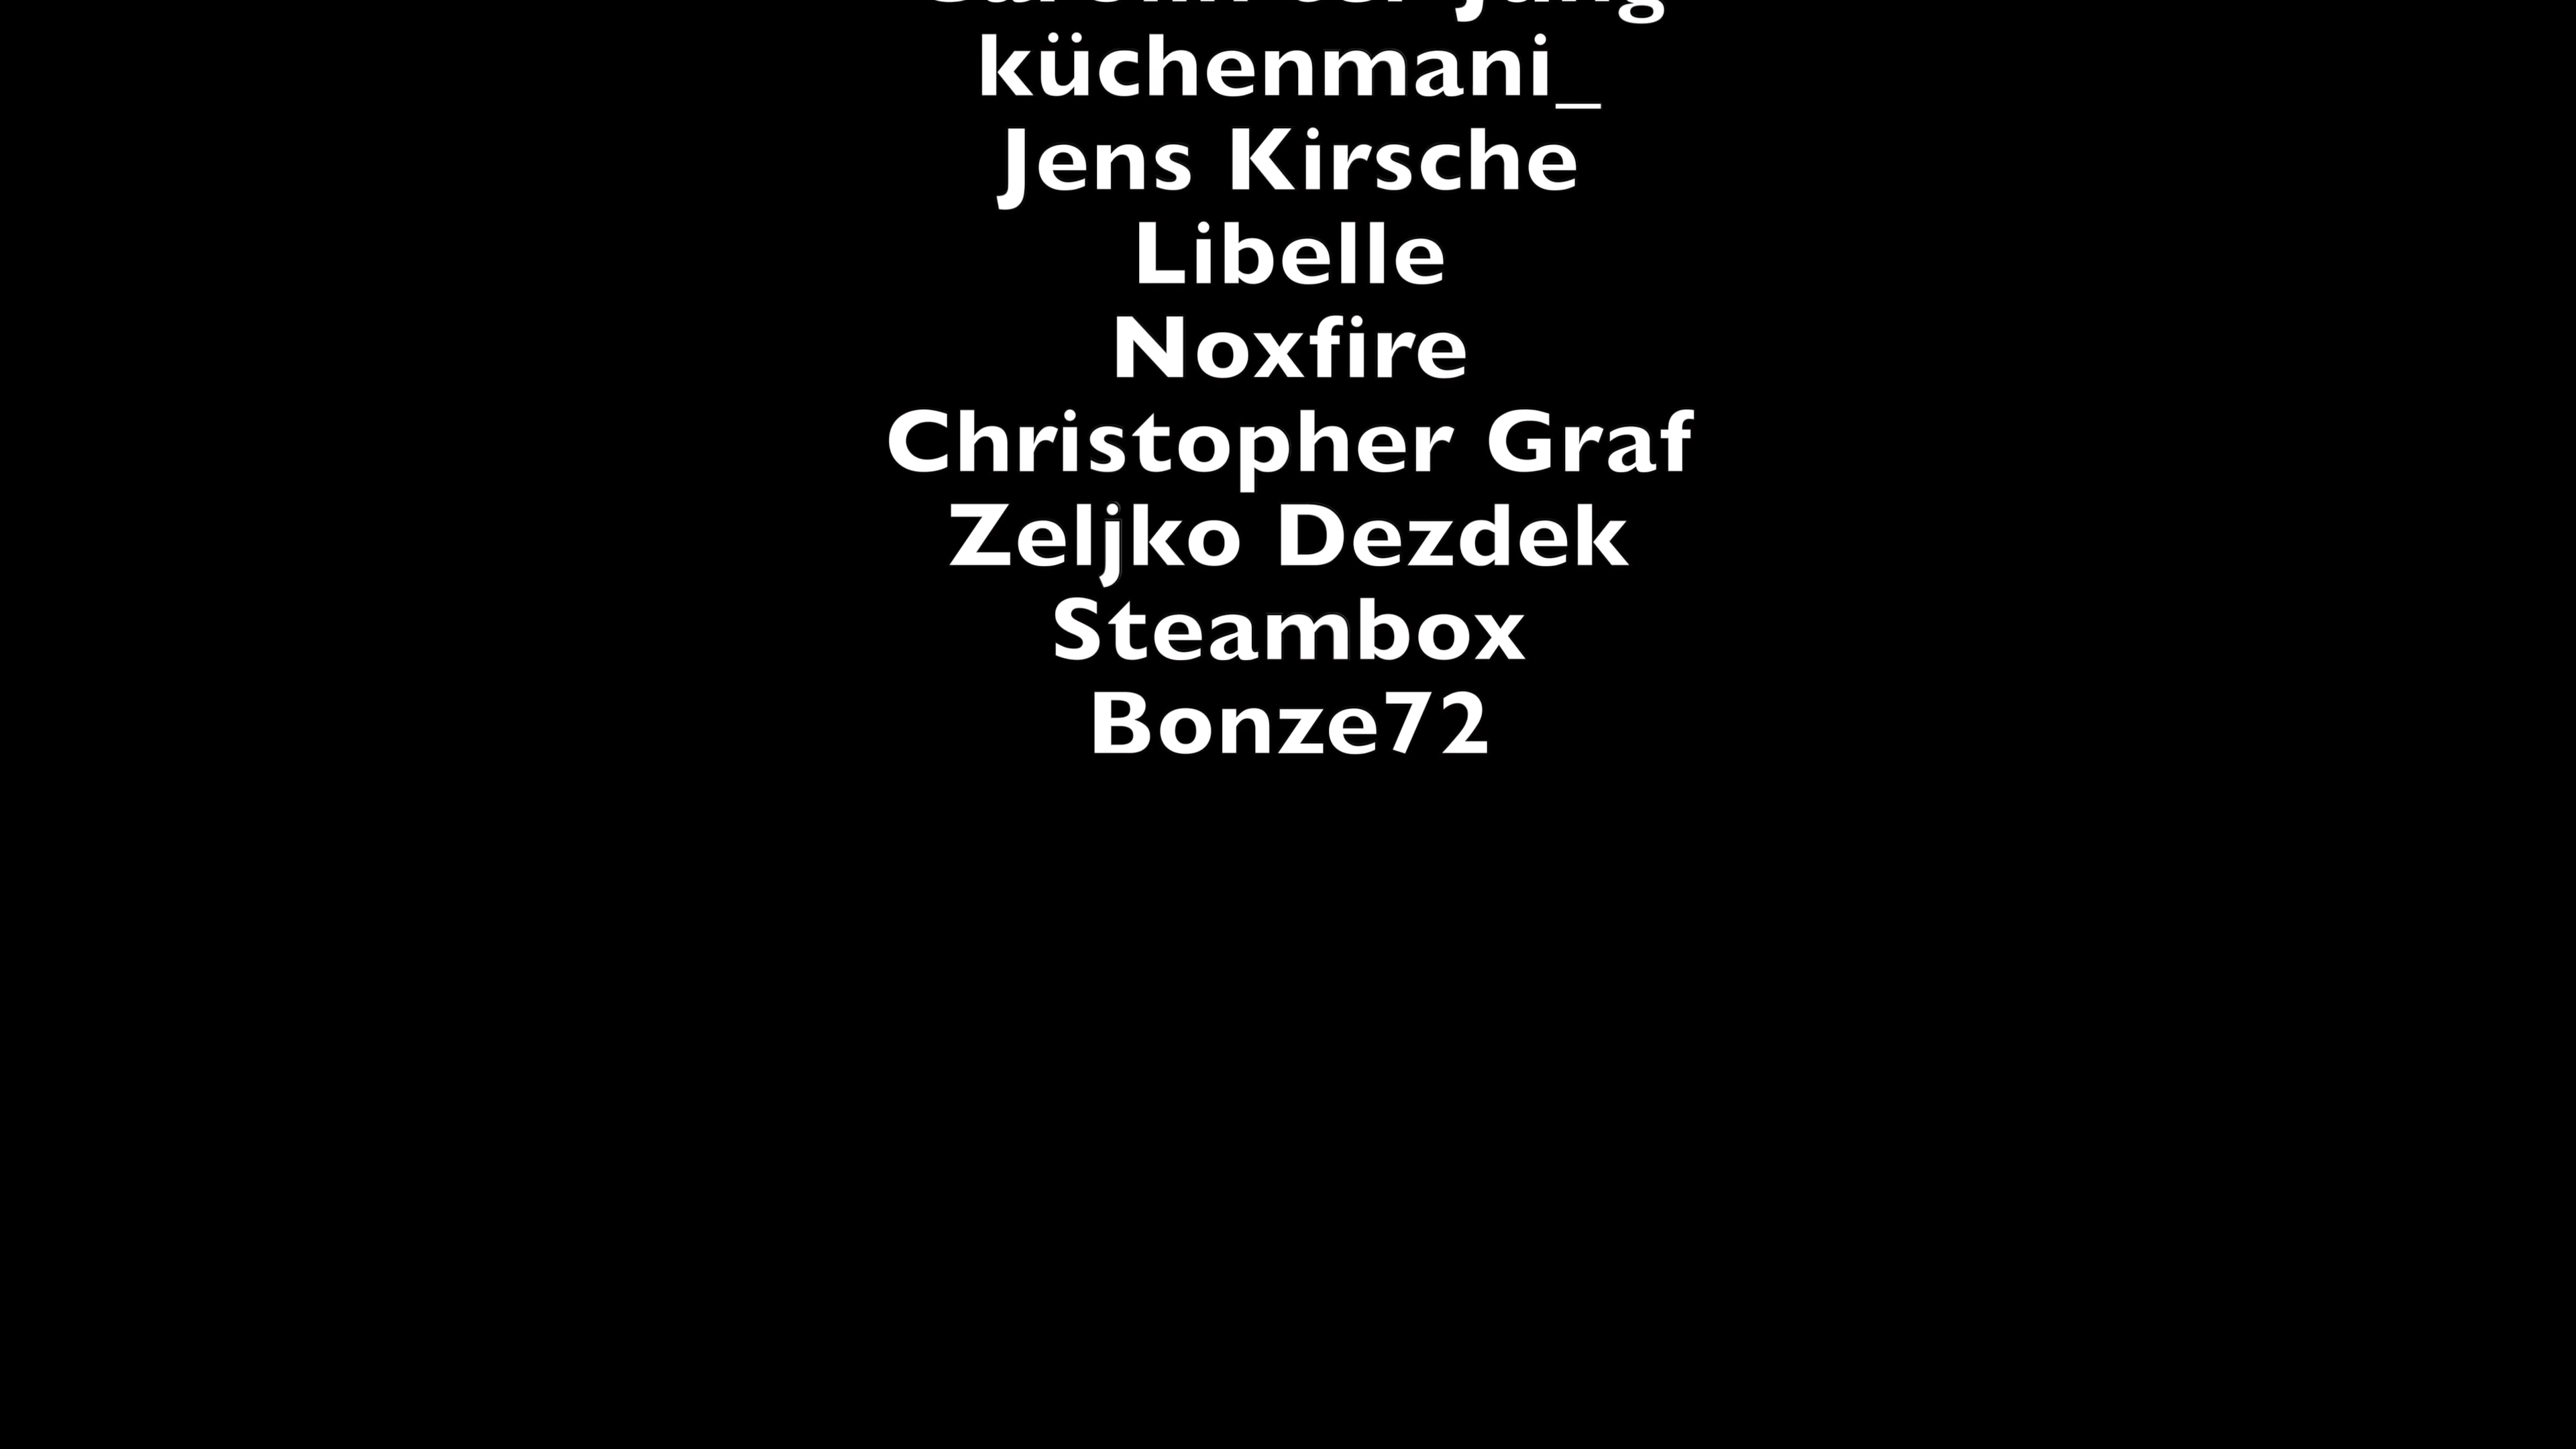 küchenmani_
Jens Kirsche
Libelle
Noxfire
Christopher Graf
Zeljko Dezdek
Steambox
Bonze72